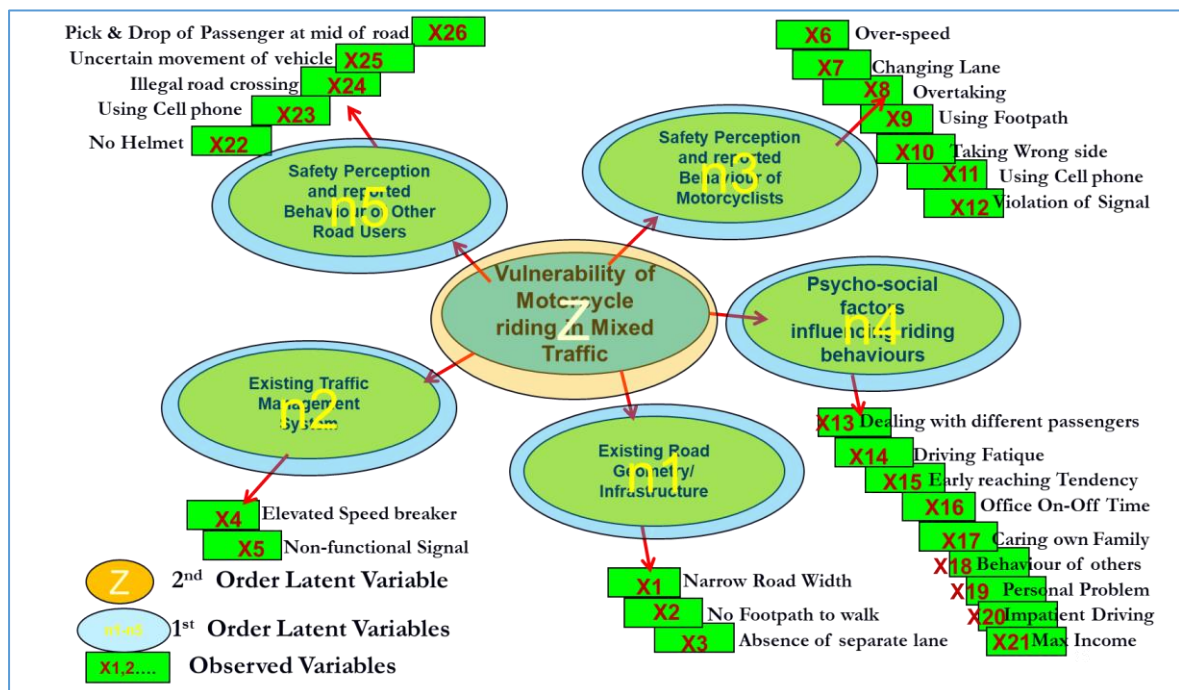 Pick & Drop of Passenger at mid of road X26
Uncertain movement of vehicle X25
Illegal road crossing X24
Using Cell phone X23
No Helmet X22
X6 Over-speed
X7 Changing Lane
X8 Overtaking
X9 Using Footpath
X10 Taking Wrong side
X11 Using Cell phone
X12 Violation of Signal
Safety Perception
and reported
Behaviour of Other
Road Users
n5
Safety Perception
and reported
Behaviour of
Motorcyclists
n3
Vulnerability of
Motorcycle
riding in Mixed
Traffic
Z
Psycho-social
factors
influencing riding
behaviours
n4
Existing Traffic
Management
System
n2
Existing Road
Geometry/
Infrastructure
n1
X13 Dealing with different passengers
X14 Driving Fatique
X15 Early reaching Tendency
X16 Office On-Off Time
X17 Caring own Family
X18 Behaviour of others
X19 Personal Problem
X20 Impatient Driving
X21 Max Income
X4 Elevated Speed breaker
X5 Non-functional Signal
X1 Narrow Road Width
X2 No Footpath to walk
X3 Absence of separate lane
Z 2nd Order Latent Variable
n1-n5 1st Order Latent Variables
X1,2.... Observed Variables